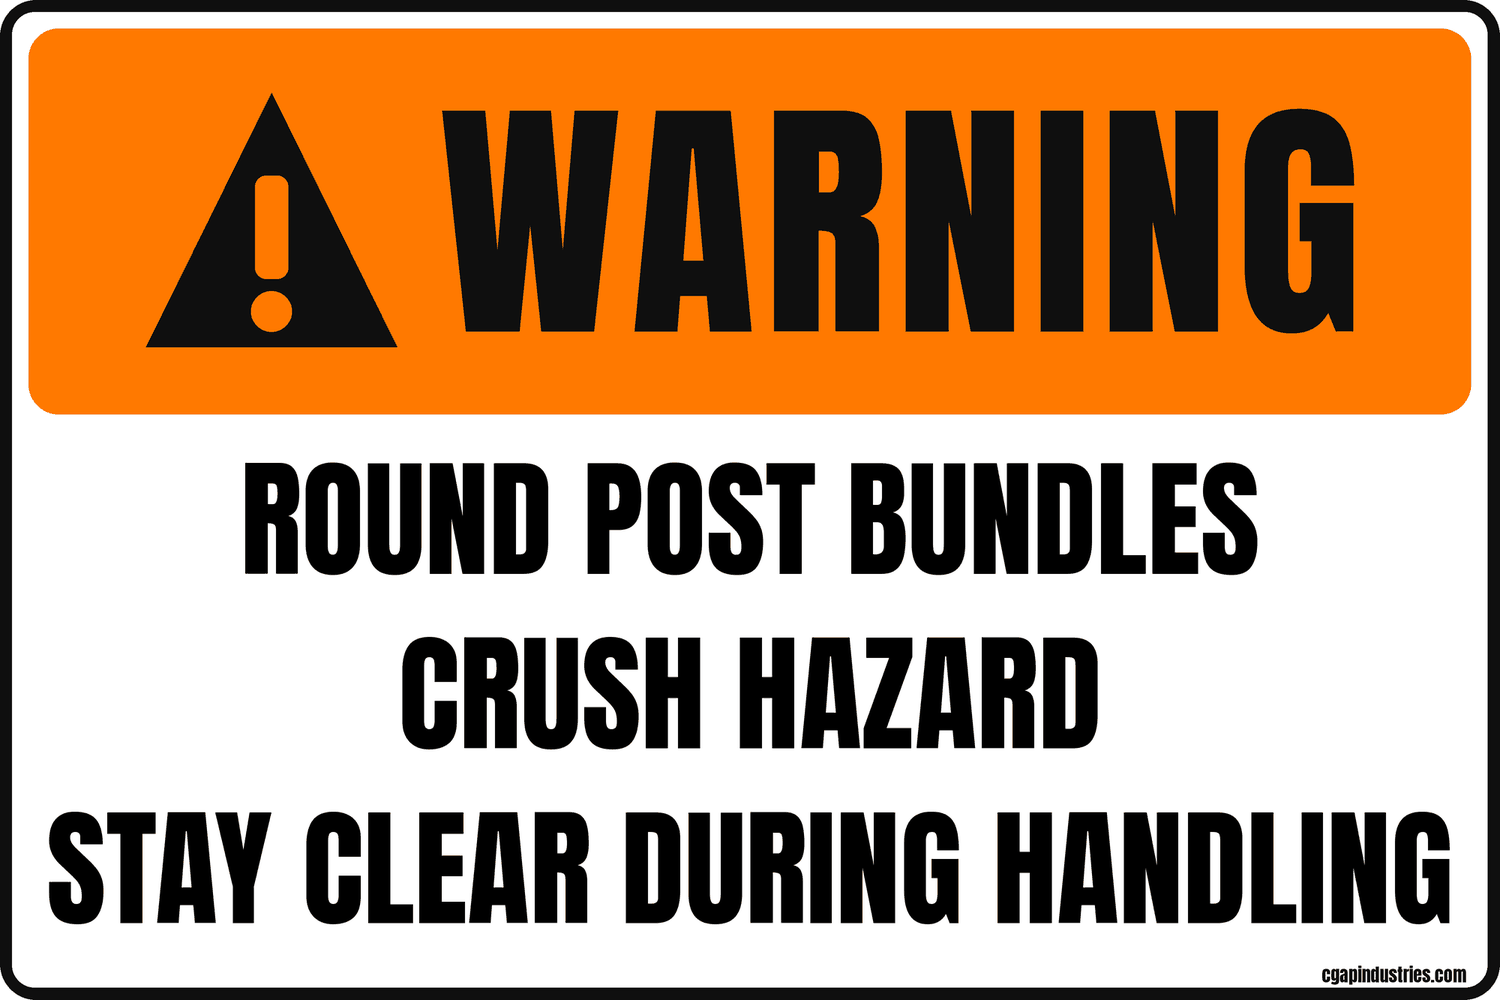 WARNING
ROUND POST BUNDLES
CRUSH HAZARD
STAY CLEAR DURING HANDLING
cgapindustries.com